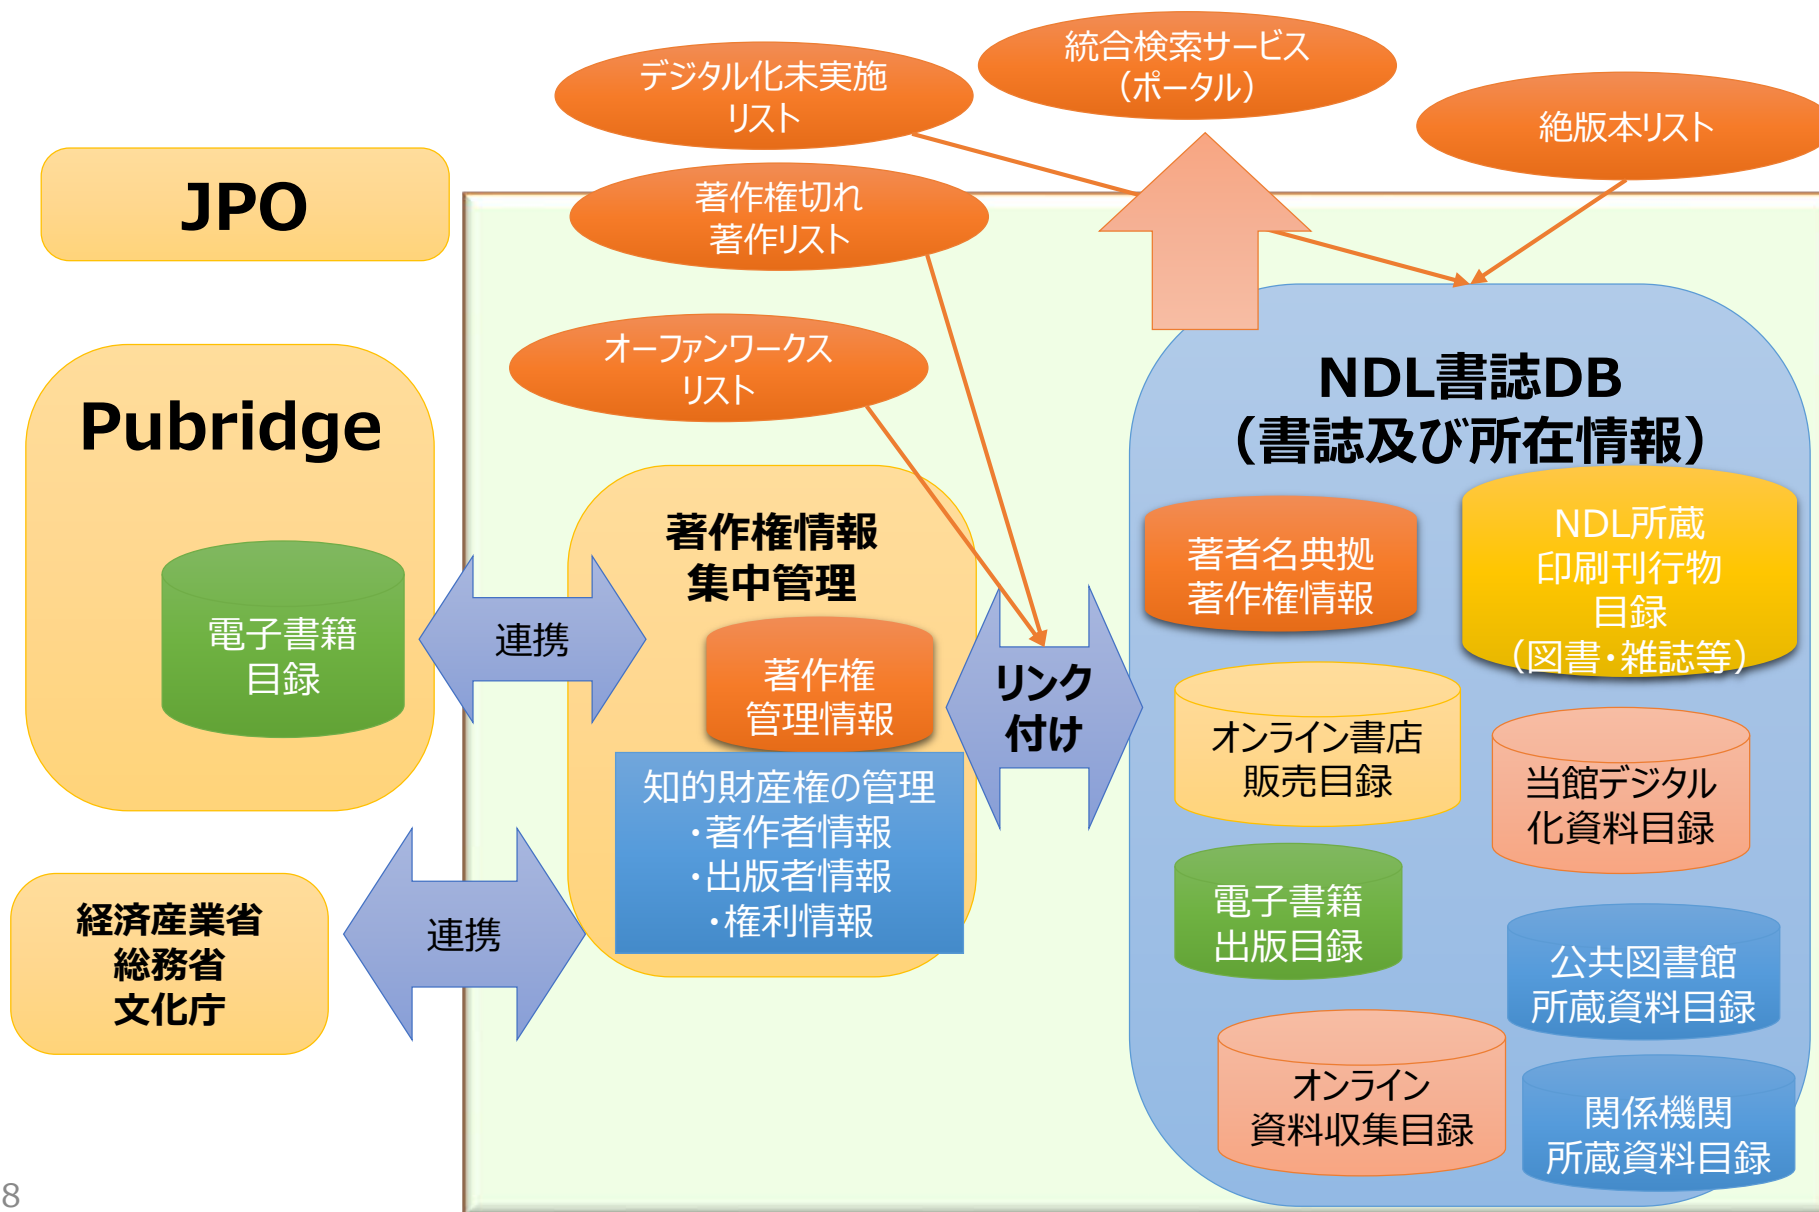 統合検索サービス
（ポータル）
デジタル化未実施
リスト
絶版本リスト
JPO
著作権切れ
著作リスト
オーファンワークス
リスト
Pubridge
電子書籍
目録
連携
著作権情報
集中管理
著作権
管理情報
知的財産権の管理
・著作者情報
・出版者情報
・権利情報
リンク
付け
経済産業省
総務省
文化庁
連携
NDL書誌DB
（書誌及び所在情報）
著者名典拠
著作権情報
NDL所蔵
印刷刊行物
目録
（図書・雑誌等）
オンライン書店
販売目録
当館デジタル
化資料目録
電子書籍
出版目録
公共図書館
所蔵資料目録
オンライン
資料収集目録
関係機関
所蔵資料目録
8